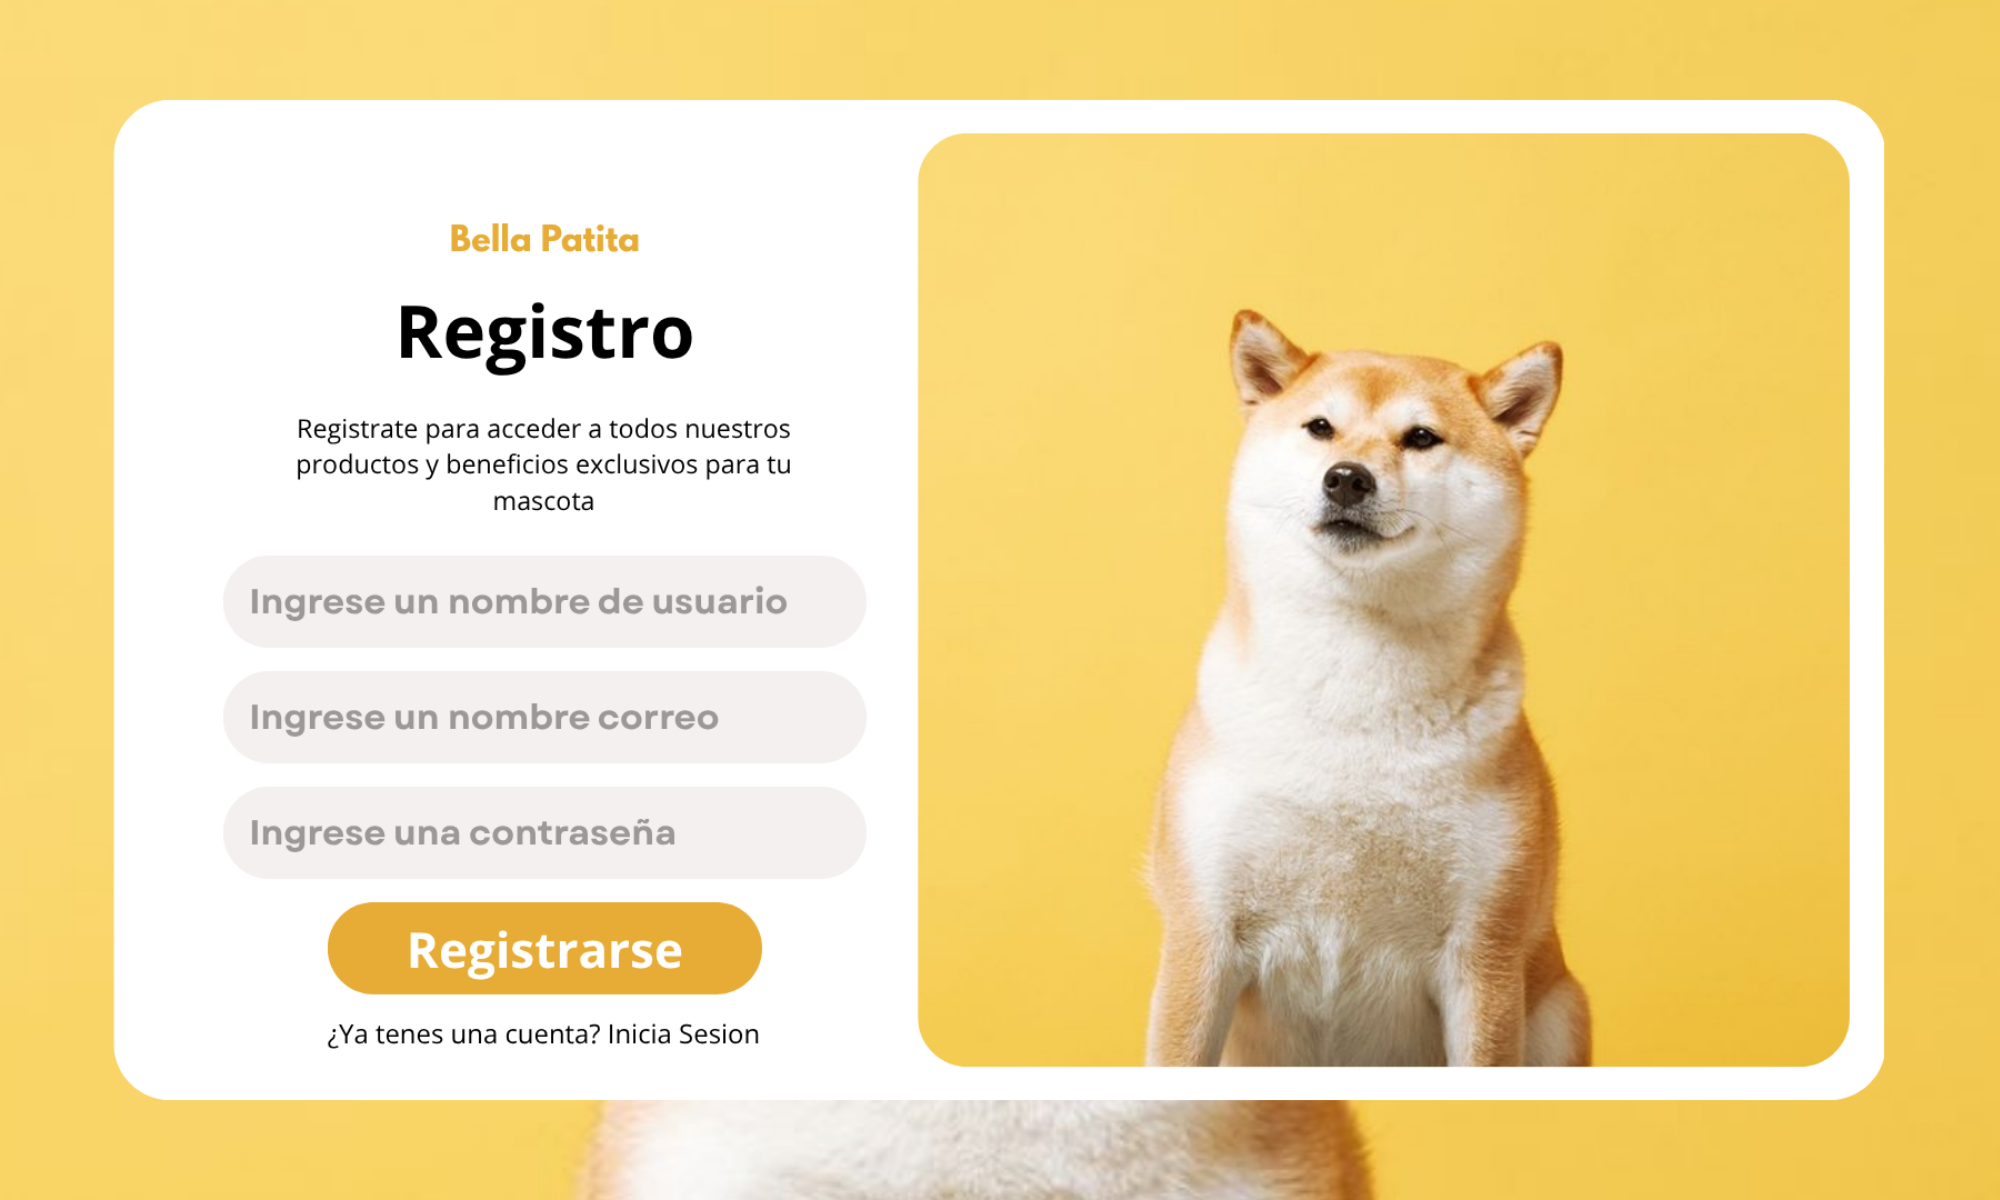 Bella Patita
Registro
Registrate para acceder a todos nuestros
productos y beneficios exclusivos para tu
mascota
Ingrese un nombre de usuario
Ingrese un nombre correo
Ingrese una contraseña
Registrarse
¿Ya tenes una cuenta? Inicia Sesion